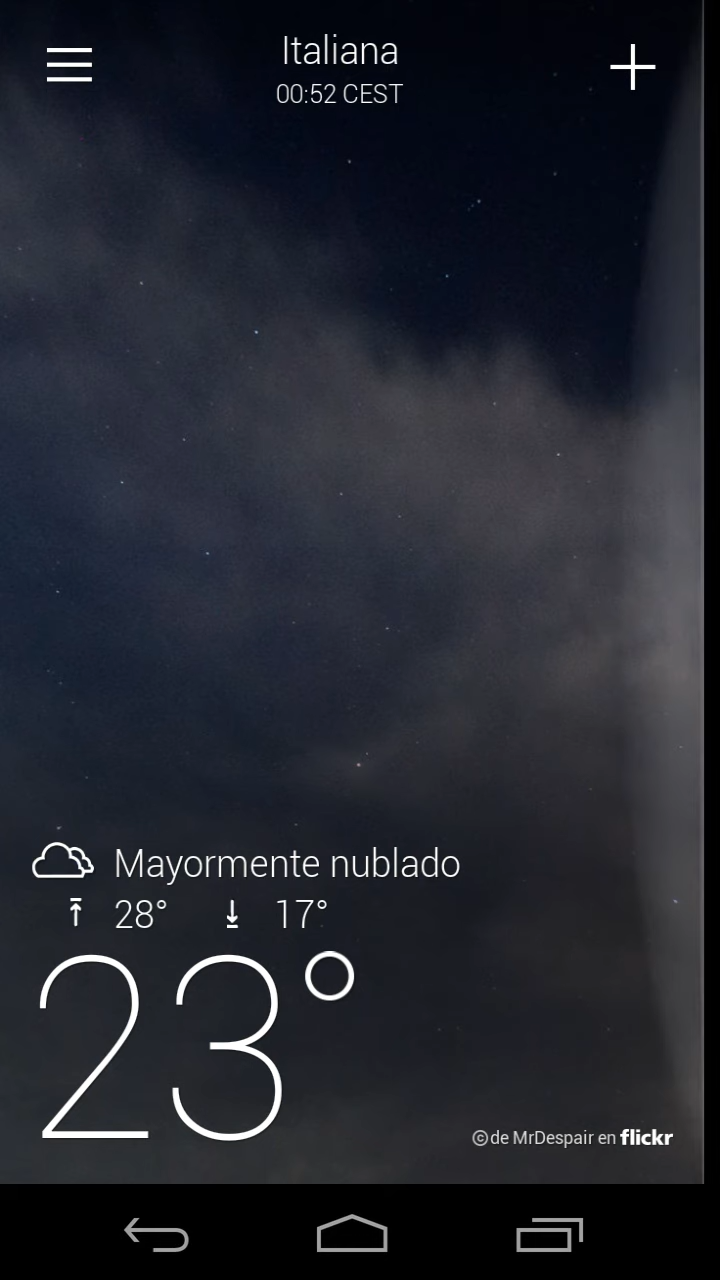 Italiana
00:52 CEST
Mayormente nublado
28° 17°
23°
©de MrDespair en flickr